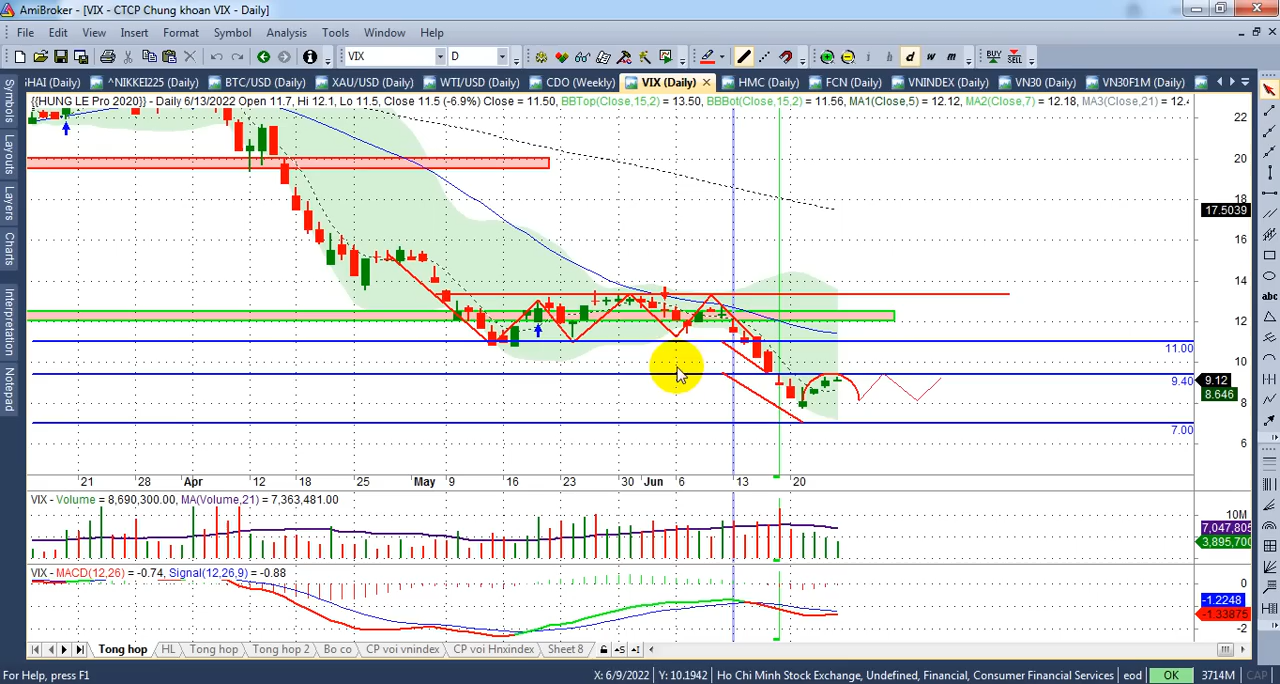 AmiBroker - [VIX - CTCP Chung khoan VIX - Daily]
File Edit View Insert Format Symbol Analysis Tools Window Help
VIX D i h d w m BUY SELL
IHAI (Daily) ^NIKKEI225 (Daily) BTC/USD (Daily) XAU/USD (Daily) WTI/USD (Daily) CDO (Weekly) VIX (Daily) HMC (Daily) FCN (Daily) VNINDEX (Daily) VN30 (Daily) VN30F1M (Daily)
{{HUNG LE Pro 2020}} - Daily 6/13/2022 Open 11.7, Hi 12.1, Lo 11.5, Close 11.5 (-6.9%) Close = 11.50, BBTop(Close,15,2) = 13.50, BBBot(Close,15,2) = 11.56, MA1(Close,5) = 12.12, MA2(Close,7) = 12.18, MA3(Close,21) = 12.4
Symbols
Layouts
Layers
Charts
Interpretation
Notepad
abc
22
20
18
17.5039
16
14
12
11.00
10
9.40
9.12
8.646
8
7.00
6
21 Apr 12 18 25 May 9 16 23 30 Jun 6 13 20
VIX - Volume = 8,690,300.00, MA(Volume,21) = 7,363,481.00
10M
7,047,805
3,895,700
VIX - MACD(12,26) = -0.74, Signal(12,26,9) = -0.88
0
-1.2248
-1.33875
-2
Tong hop HL Tong hop Tong hop 2 Bo co CP voi vnindex CP voi Hnxindex Sheet 8
For Help, press F1 X: 6/9/2022 Y: 10.1942 Ho Chi Minh Stock Exchange, Undefined, Financial, Consumer Financial Services eod OK 3714M CAP